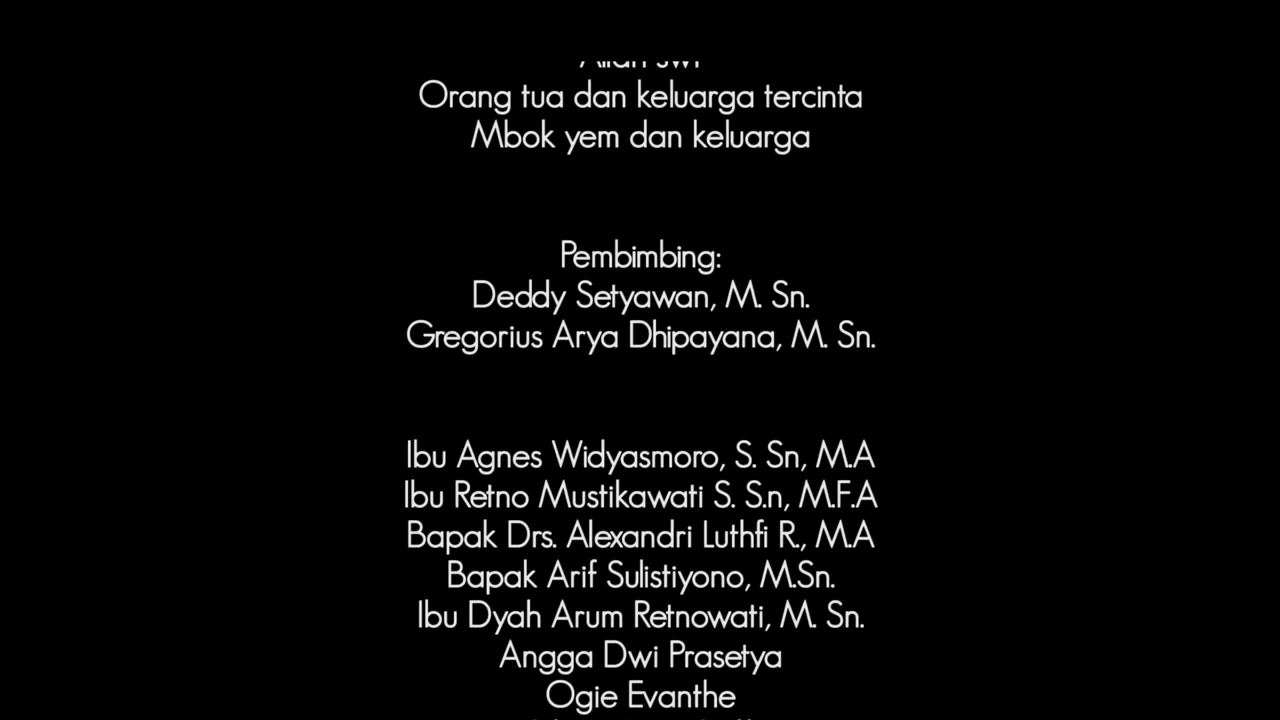 Allah swt
Orang tua dan keluarga tercinta
Mbok yem dan keluarga
Pembimbing:
Deddy Setyawan, M. Sn.
Gregorius Arya Dhipayana, M. Sn.
Ibu Agnes Widyasmoro, S. Sn, M.A
Ibu Retno Mustikawati S. S.n, M.F.A
Bapak Drs. Alexandri Luthfi R., M.A
Bapak Arif Sulistiyono, M.Sn.
Ibu Dyah Arum Retnowati, M. Sn.
Angga Dwi Prasetya
Ogie Evanthe